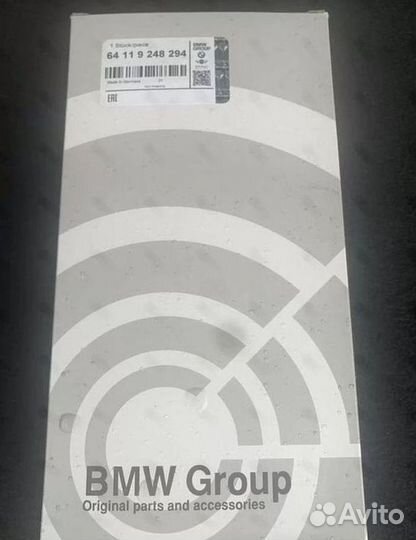 1 Stück/piece
64 11 9 248 294
Made in Germany
BMW
GROUP
EAC
BMW Group
Original parts and accessories
Avito